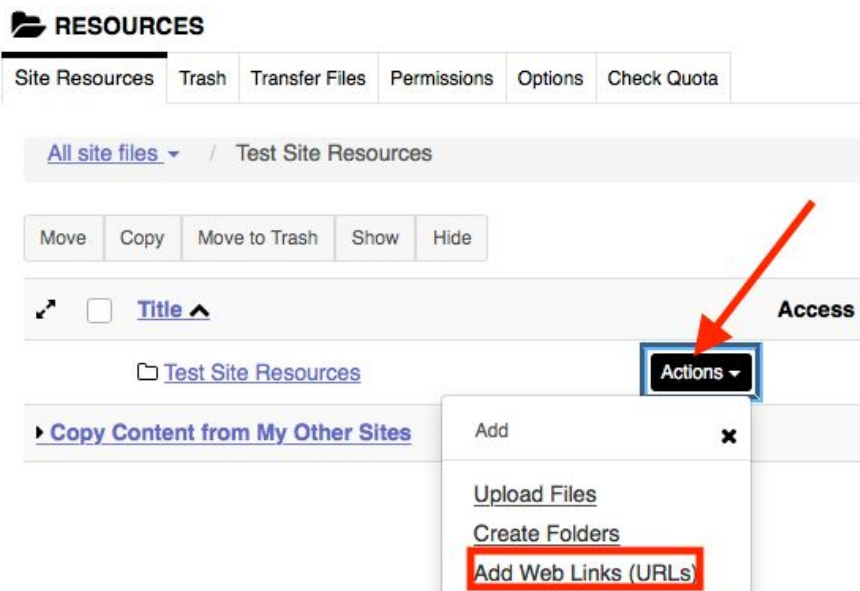 RESOURCES
Site Resources Trash Transfer Files Permissions Options Check Quota
All site files / Test Site Resources
Move Copy Move to Trash Show Hide
Title Access
Test Site Resources Actions
Copy Content from My Other Sites
Add
Upload Files
Create Folders
Add Web Links (URLs)